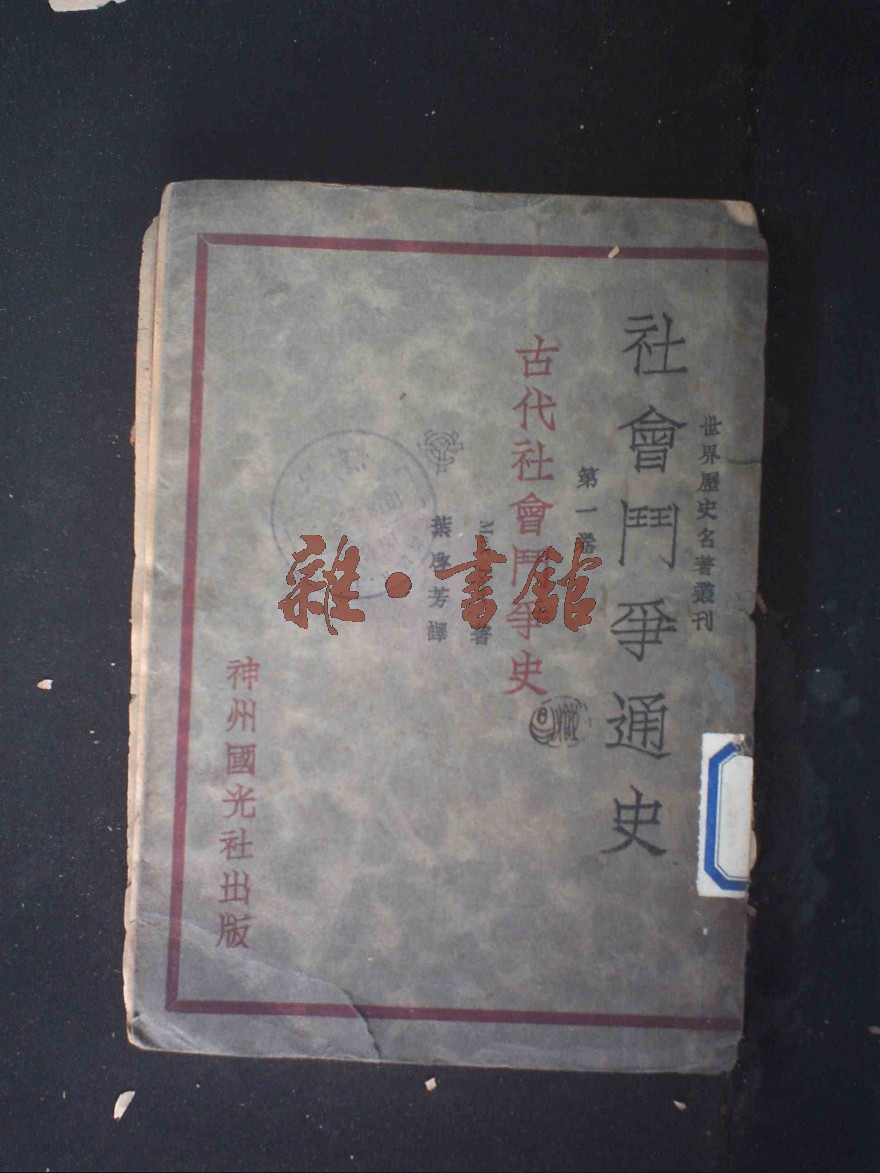 世界歷史名著叢刊
社會鬥爭通史
第一卷
古代社會鬥爭史
著
葉啓芳譯
神州國光社出版
雜·書館